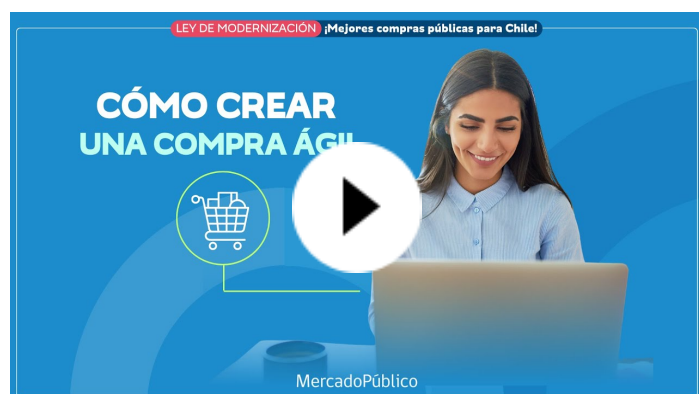 LEY DE MODERNIZACIÓN ¡Mejores compras públicas para Chile!
CÓMO CREAR
UNA COMPRA
MercadoPúblico